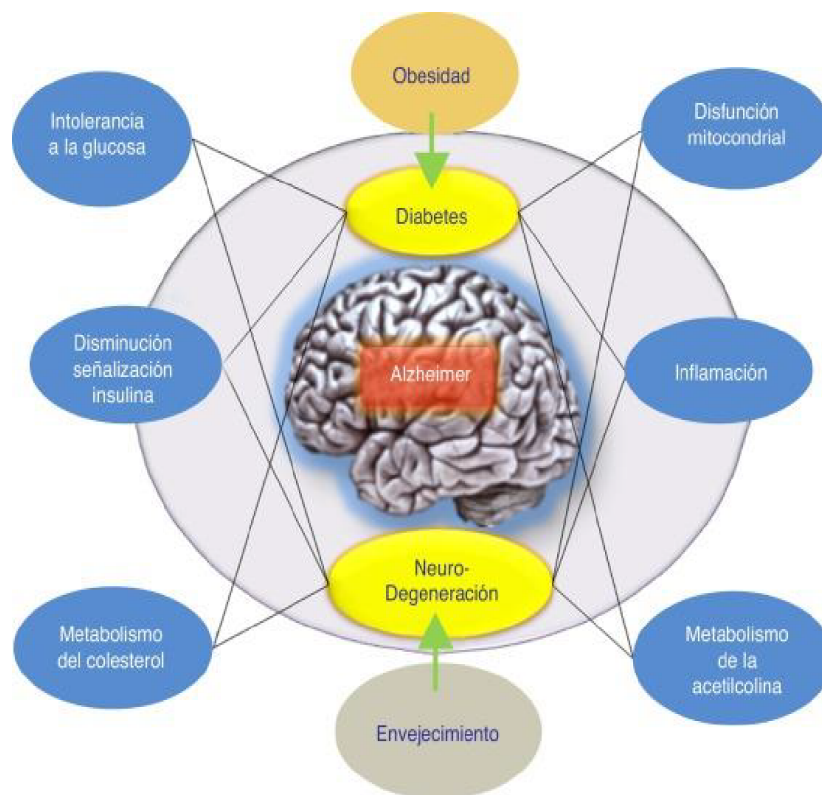 Obesidad
Intolerancia
a la glucosa
Disfunción
mitocondrial
Diabetes
Disminución
señalización
insulina
Alzheimer
Inflamación
Neuro-
Degeneración
Metabolismo
del colesterol
Metabolismo
de la
acetilcolina
Envejecimiento